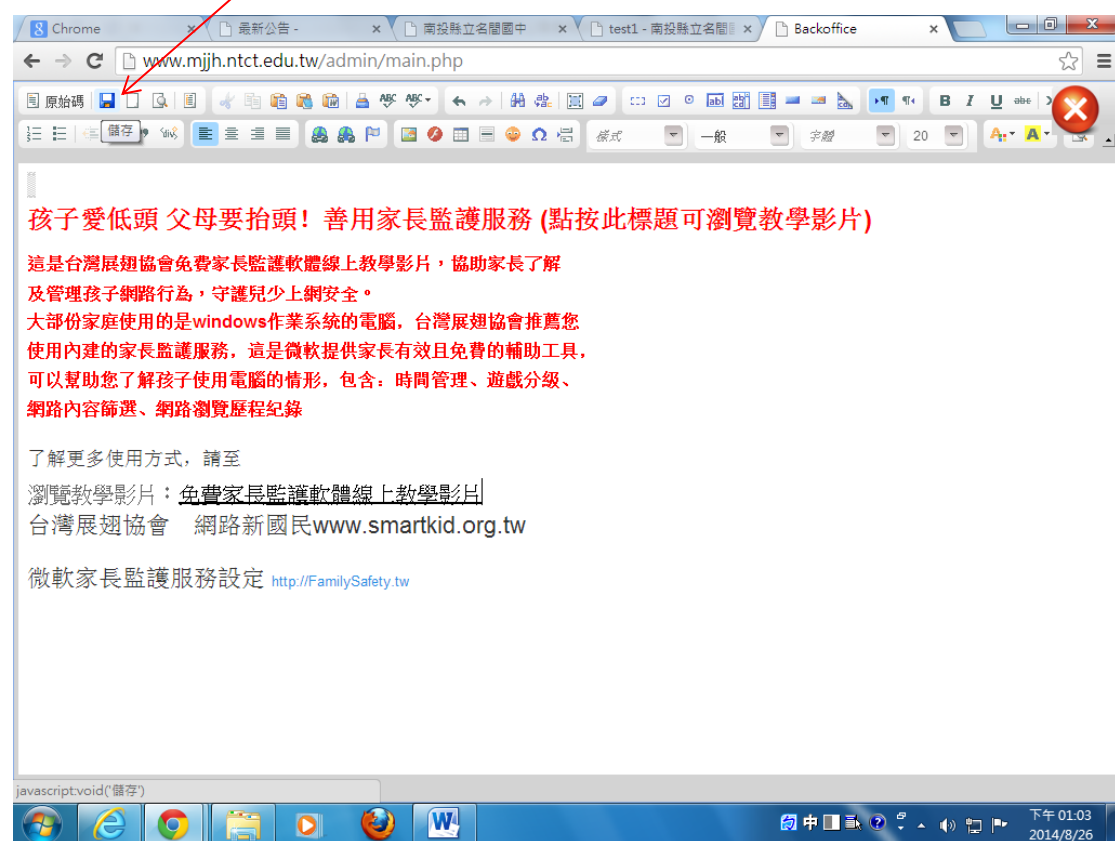 Chrome
最新公告 -
南投縣立名間國中
test1 - 南投縣立名間
Backoffice
www.mjjh.ntct.edu.tw/admin/main.php
原始碼
ABC ABC
B I U abc
儲存
樣式 一般 字體 20 A A
孩子愛低頭 父母要抬頭！善用家長監護服務 (點按此標題可瀏覽教學影片)
這是台灣展翅協會免費家長監護軟體線上教學影片，協助家長了解
及管理孩子網路行為，守護兒少上網安全。
大部份家庭使用的是windows作業系統的電腦，台灣展翅協會推薦您
使用內建的家長監護服務，這是微軟提供家長有效且免費的輔助工具，
可以幫助您了解孩子使用電腦的情形，包含：時間管理、遊戲分級、
網路內容篩選、網路瀏覽歷程紀錄
了解更多使用方式，請至
瀏覽教學影片：免費家長監護軟體線上教學影片
台灣展翅協會　網路新國民www.smartkid.org.tw
微軟家長監護服務設定 http://FamilySafety.tw
javascript:void('儲存')
中
下午 01:03
2014/8/26